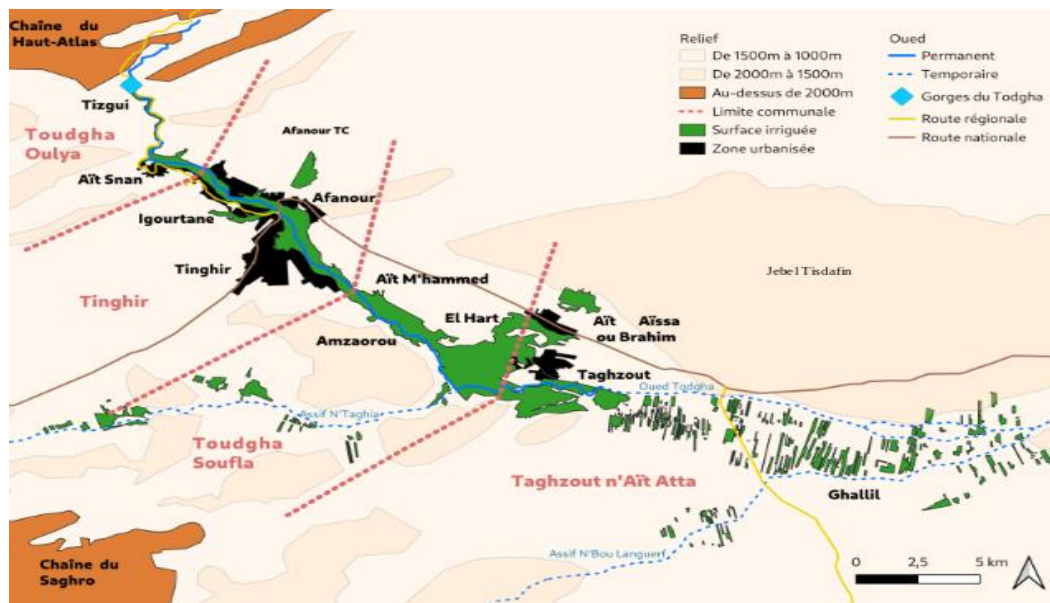 Chaîne du
Haut-Atlas
Tizgui
Toudgha
Oulya
Aït Snan
Afanour TC
Igourtane
Afanour
Tinghir
Tinghir
Aït M'hammed
El Hart
Amzaorou
Aït Aïssa
ou Brahim
Taghzout
Jebel Tisdafin
Oued Todgha
Assif N'Taghia
Toudgha
Soufla
Taghzout n'Aït Atta
Ghallil
Assif N'Bou Languerf
Chaîne du
Saghro
Relief
De 1500m à 1000m
De 2000m à 1500m
Au-dessus de 2000m
Limite communale
Surface irriguée
Zone urbanisée
Oued
Permanent
Temporaire
Gorges du Todgha
Route régionale
Route nationale
0 2,5 5 km